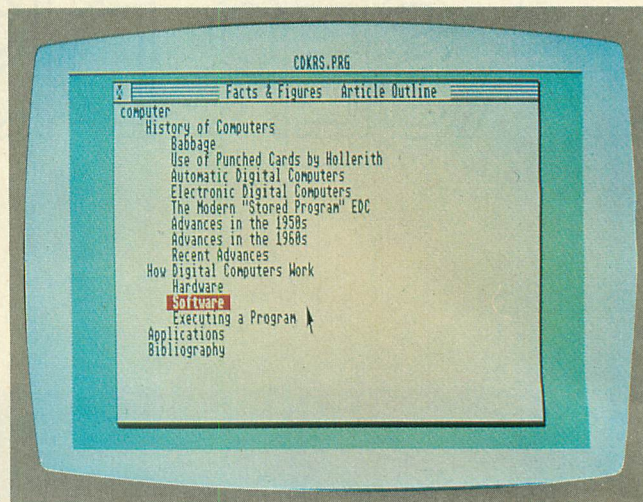 CDKRS.PRG
Facts & Figures Article Outline
computer
History of Computers
Babbage
Use of Punched Cards by Hollerith
Automatic Digital Computers
Electronic Digital Computers
The Modern "Stored Program" EDC
Advances in the 1950s
Advances in the 1960s
Recent Advances
How Digital Computers Work
Hardware
Software
Executing a Program
Applications
Bibliography